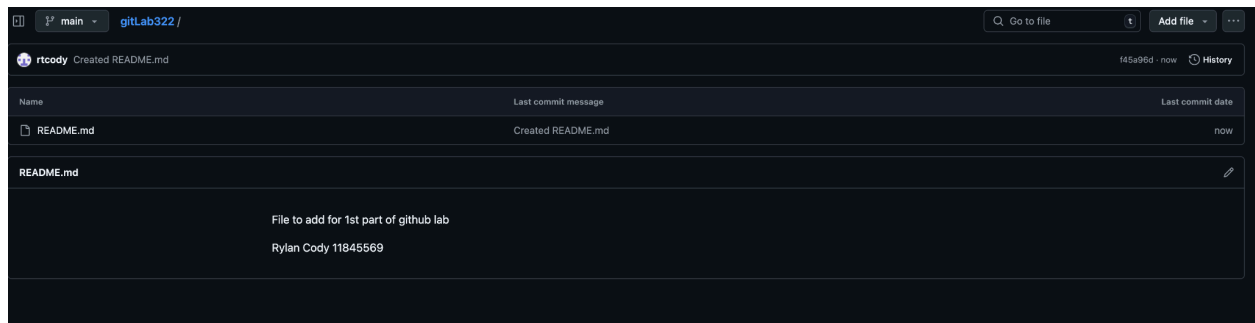 main
gitLab322 /
Go to file
t
Add file
···
rtcody Created README.md
f45a96d · now
History
Name Last commit message Last commit date
README.md Created README.md now
README.md
File to add for 1st part of github lab
Rylan Cody 11845569